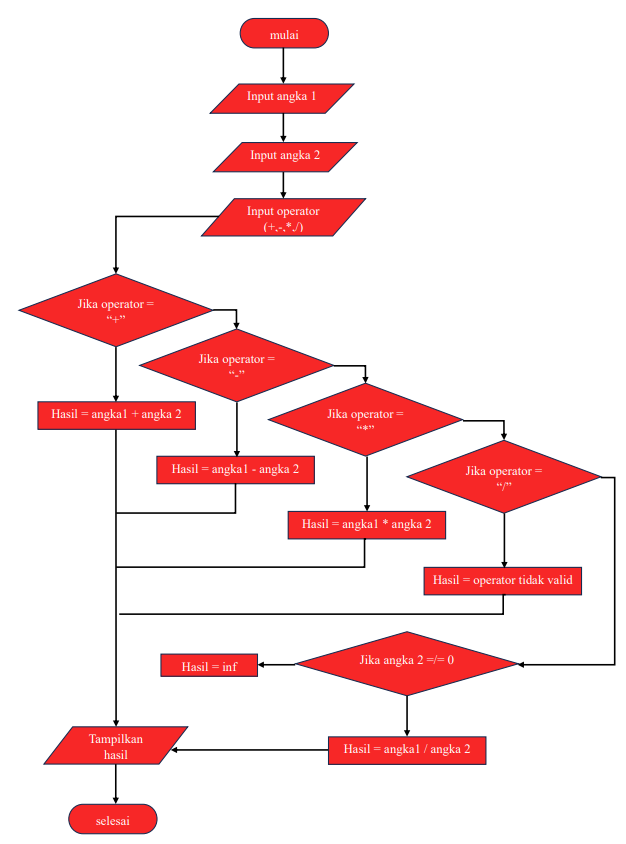 mulai
Input angka 1
Input angka 2
Input operator
(+,-,*,/)
Jika operator =
“+”
Jika operator =
“-”
Jika operator =
“*”
Jika operator =
“/”
Hasil = angka1 + angka 2
Hasil = angka1 - angka 2
Hasil = angka1 * angka 2
Hasil = operator tidak valid
Jika angka 2 =/= 0
Hasil = inf
Hasil = angka1 / angka 2
Tampilkan
hasil
selesai